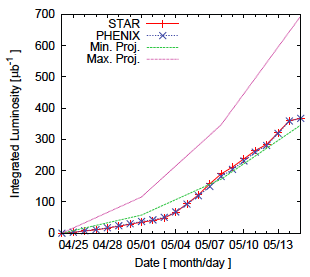 700
600
500
400
300
200
100
0
Integrated Luminosity [μb⁻¹]
STAR
PHENIX
Min. Proj.
Max. Proj.
04/25 04/28 05/01 05/04 05/07 05/10 05/13
Date [ month/day ]